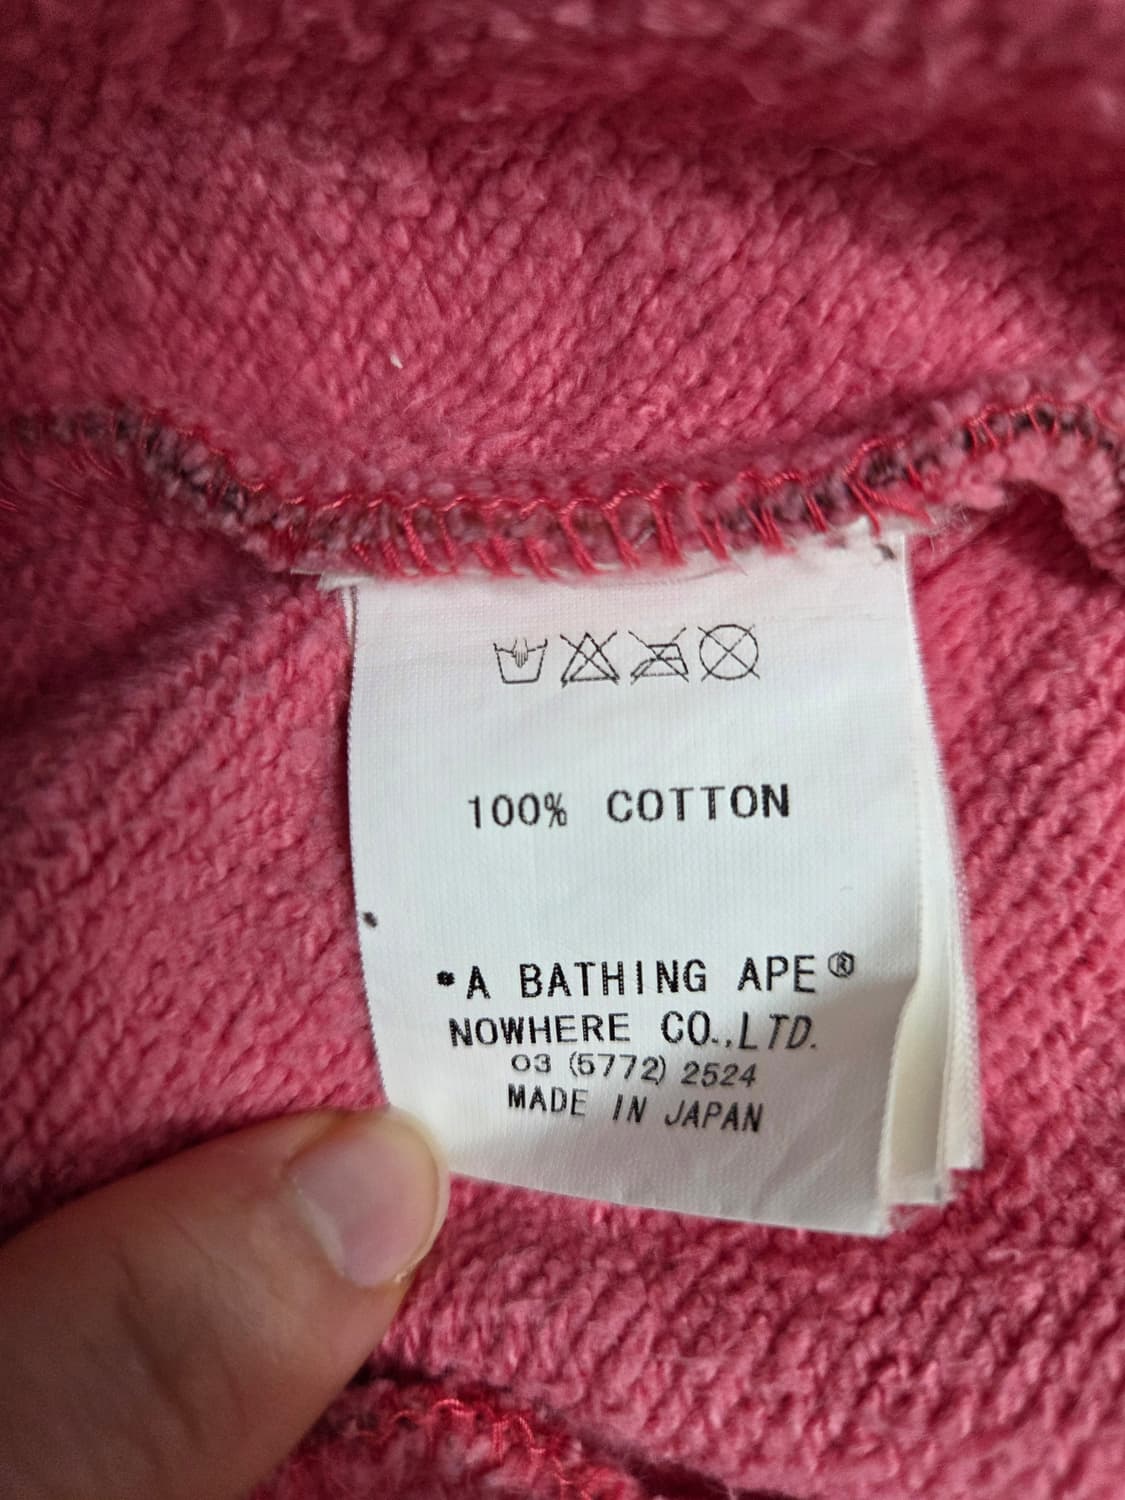 100% COTTON
•A BATHING APE®
NOWHERE CO.,LTD.
03 (5772) 2524
MADE IN JAPAN